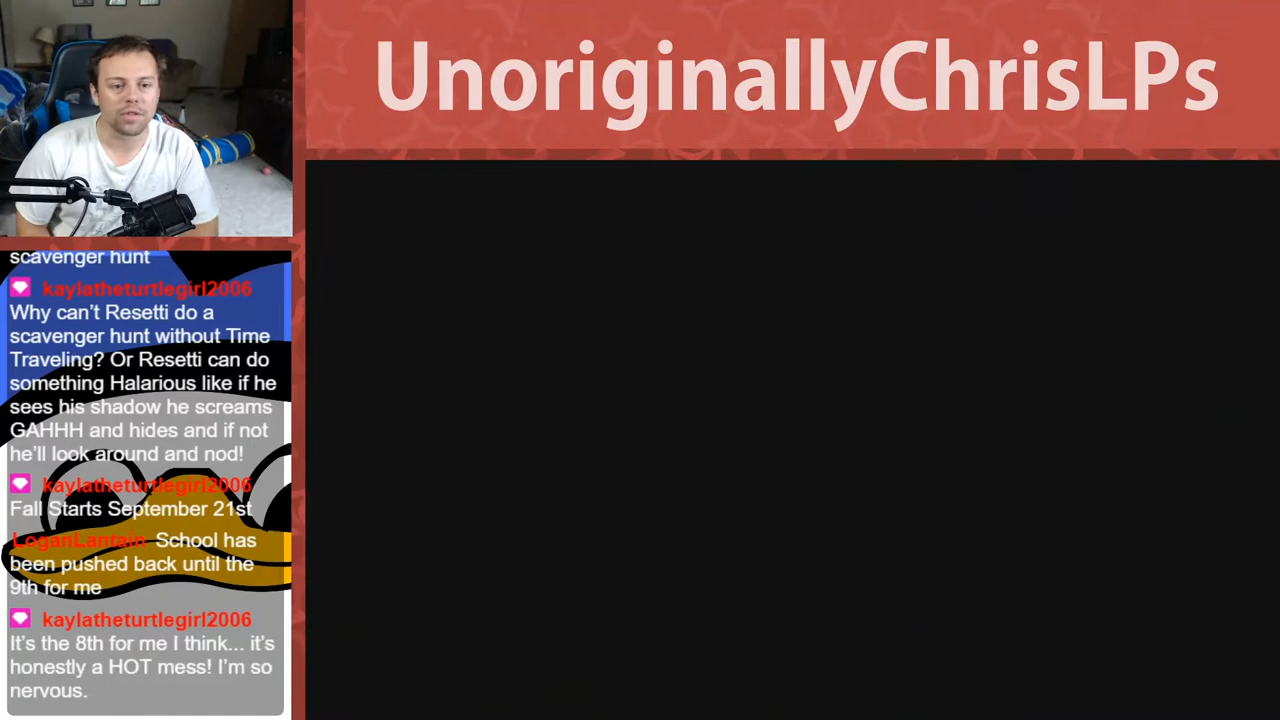 UnoriginallyChrisLPs
scavenger hunt
kaylatheturtlegirl2006
Why can't Resetti do a
scavenger hunt without Time
Traveling? Or Resetti can do
something Halarious like if he
sees his shadow he screams
GAHHH and hides and if not
he'll look around and nod!
kaylatheturtlegirl2006
Fall Starts September 21st
LoganLantain School has
been pushed back until the
9th for me
kaylatheturtlegirl2006
It's the 8th for me I think... it's
honestly a HOT mess! I'm so
nervous.